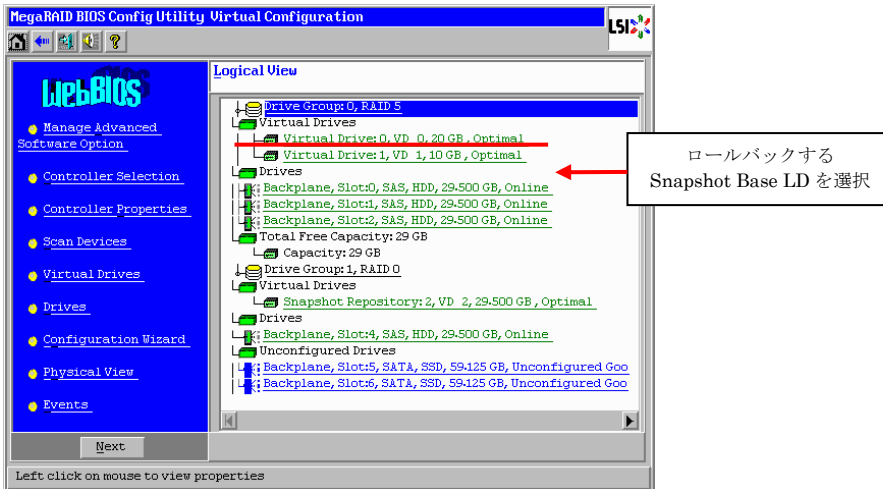 MegaRAID BIOS Config Utility Virtual Configuration
LSI
WebBIOS
Manage Advanced
Software Option
Controller Selection
Controller Properties
Scan Devices
Virtual Drives
Drives
Configuration Wizard
Physical View
Events
Next
Logical View
Drive Group: 0, RAID 5
Virtual Drives
Virtual Drive: 0, VD 0, 20 GB, Optimal
Virtual Drive: 1, VD 1, 10 GB, Optimal
Drives
Backplane, Slot:0, SAS, HDD, 29.500 GB, Online
Backplane, Slot:1, SAS, HDD, 29.500 GB, Online
Backplane, Slot:2, SAS, HDD, 29.500 GB, Online
Total Free Capacity: 29 GB
Capacity: 29 GB
Drive Group: 1, RAID 0
Virtual Drives
Snapshot Repository: 2, VD 2, 29.500 GB, Optimal
Drives
Backplane, Slot:4, SAS, HDD, 29.500 GB, Online
Unconfigured Drives
Backplane, Slot:5, SATA, SSD, 59.125 GB, Unconfigured Goo
Backplane, Slot:6, SATA, SSD, 59.125 GB, Unconfigured Goo
ロールバックする
Snapshot Base LD を選択
Left click on mouse to view properties